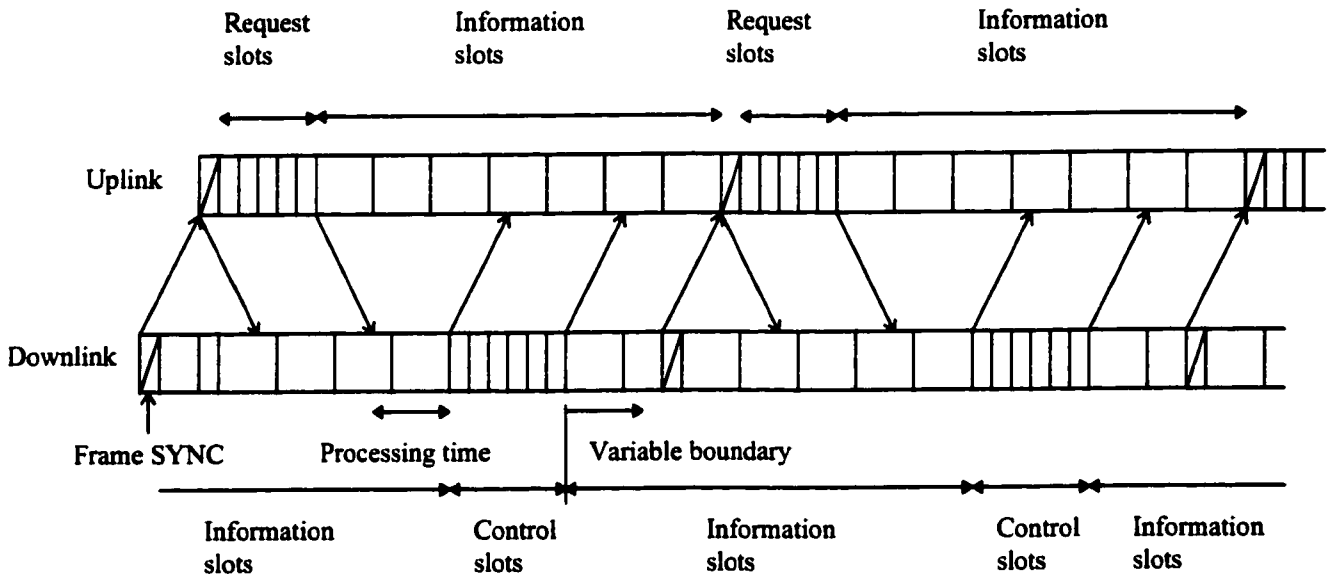 Request
slots
Information
slots
Request
slots
Information
slots
Uplink
Downlink
Frame SYNC
Processing time
Variable boundary
Information
slots
Control
slots
Information
slots
Control
slots
Information
slots